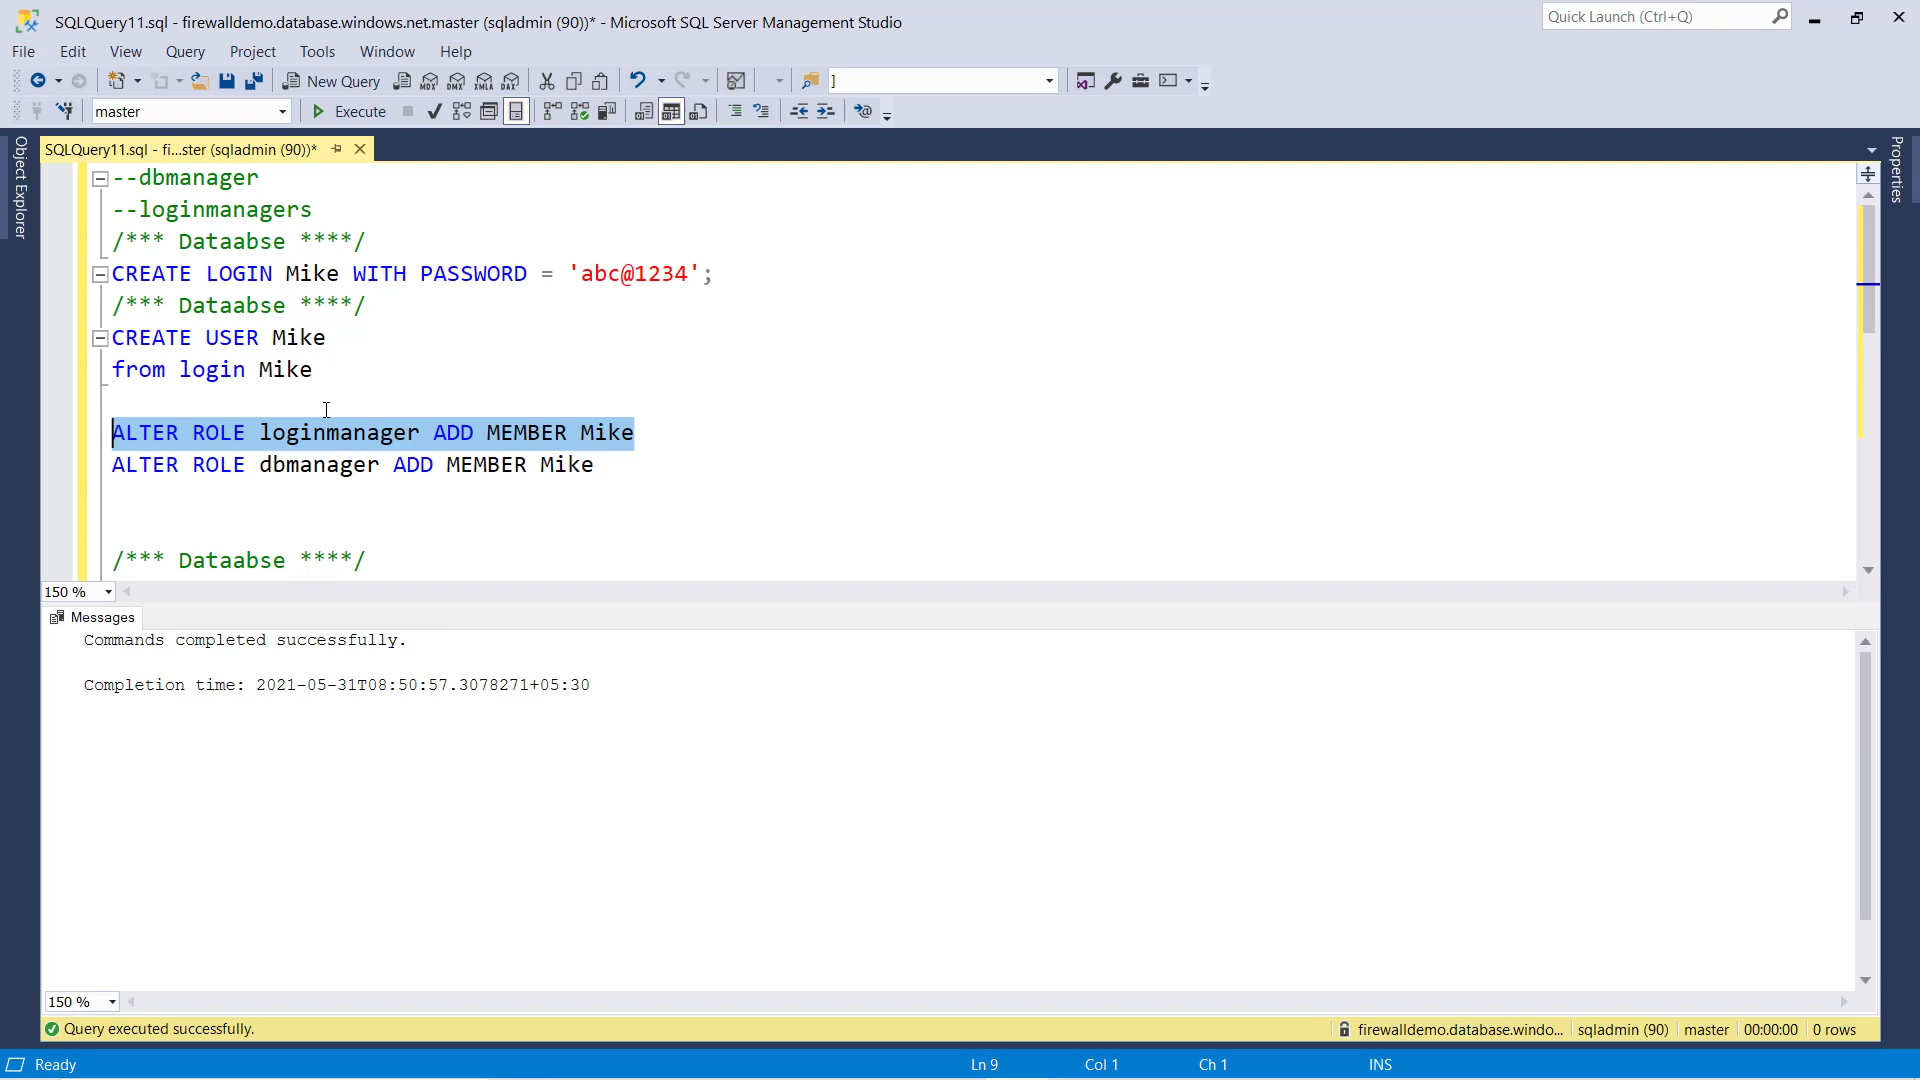 SQLQuery11.sql - firewalldemo.database.windows.net.master (sqladmin (90))* - Microsoft SQL Server Management Studio
Quick Launch (Ctrl+Q)
File Edit View Query Project Tools Window Help
New Query MDX DMX XMLA DAX ]
master Execute
Object Explorer
SQLQuery11.sql - fi...ster (sqladmin (90))*
Properties
--dbmanager
--loginmanagers
/*** Dataabse ****/
CREATE LOGIN Mike WITH PASSWORD = 'abc@1234';
/*** Dataabse ****/
CREATE USER Mike
from login Mike
ALTER ROLE loginmanager ADD MEMBER Mike
ALTER ROLE dbmanager ADD MEMBER Mike
/*** Dataabse ****/
150 %
Messages
Commands completed successfully.
Completion time: 2021-05-31T08:50:57.3078271+05:30
150 %
Query executed successfully. firewalldemo.database.windo... sqladmin (90) master 00:00:00 0 rows
Ready Ln 9 Col 1 Ch 1 INS